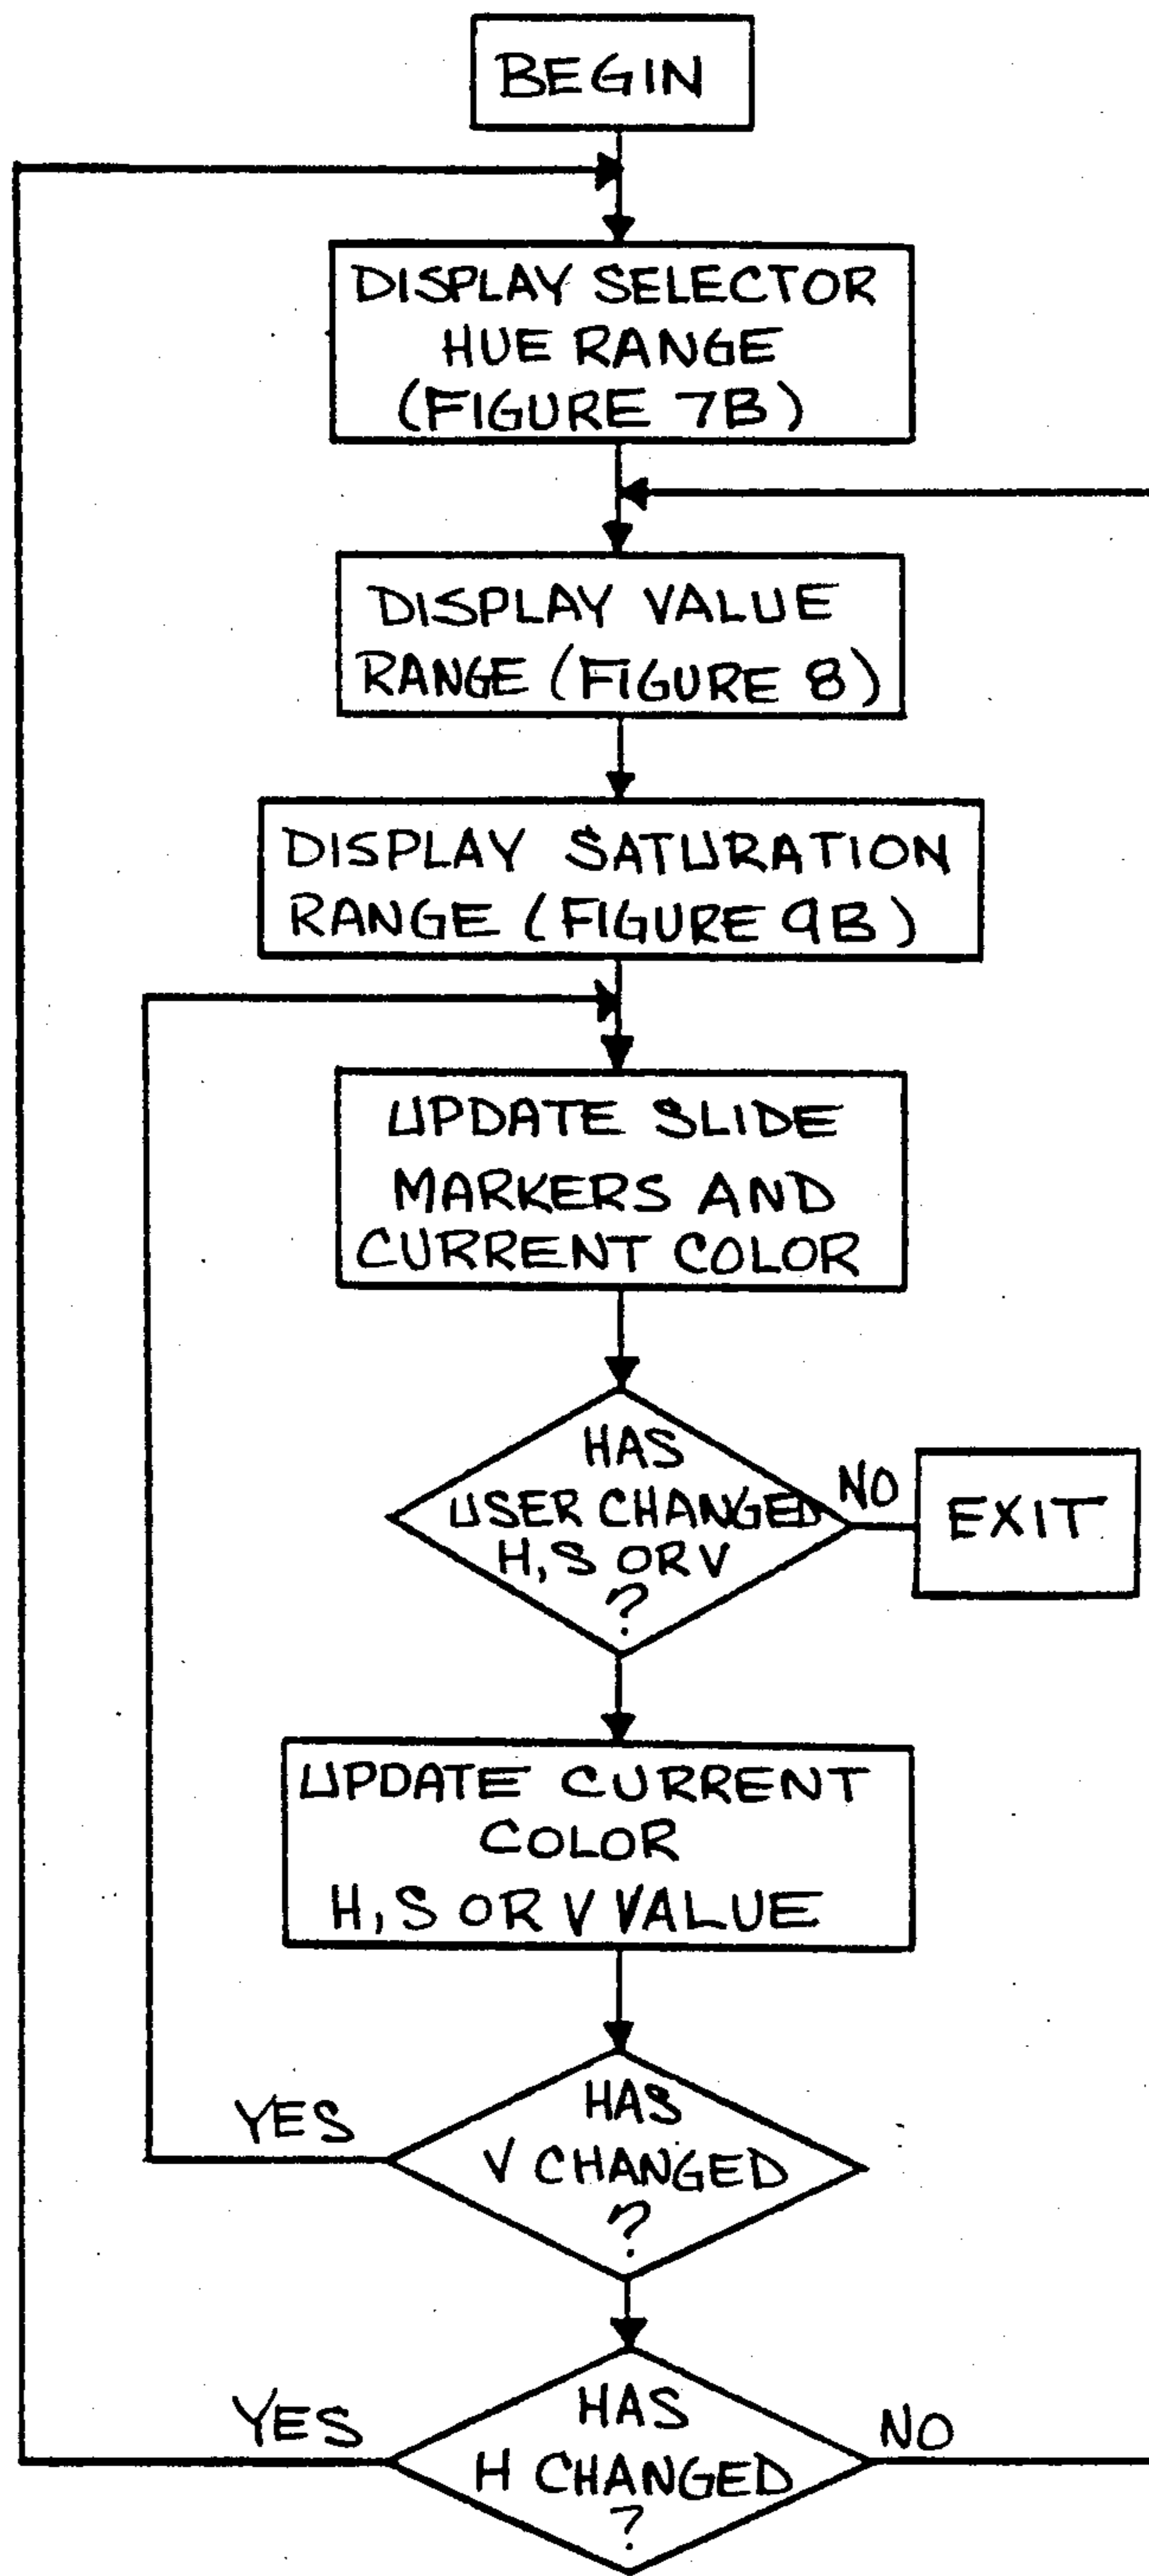 BEGIN
DISPLAY SELECTOR
HUE RANGE
(FIGURE 7B)
DISPLAY VALUE
RANGE (FIGURE 8)
DISPLAY SATURATION
RANGE (FIGURE 9B)
UPDATE SLIDE
MARKERS AND
CURRENT COLOR
HAS
USER CHANGED
H, S OR V
?
NO
EXIT
UPDATE CURRENT
COLOR
H, S OR V VALUE
YES
HAS
V CHANGED
?
YES
HAS
H CHANGED
?
NO